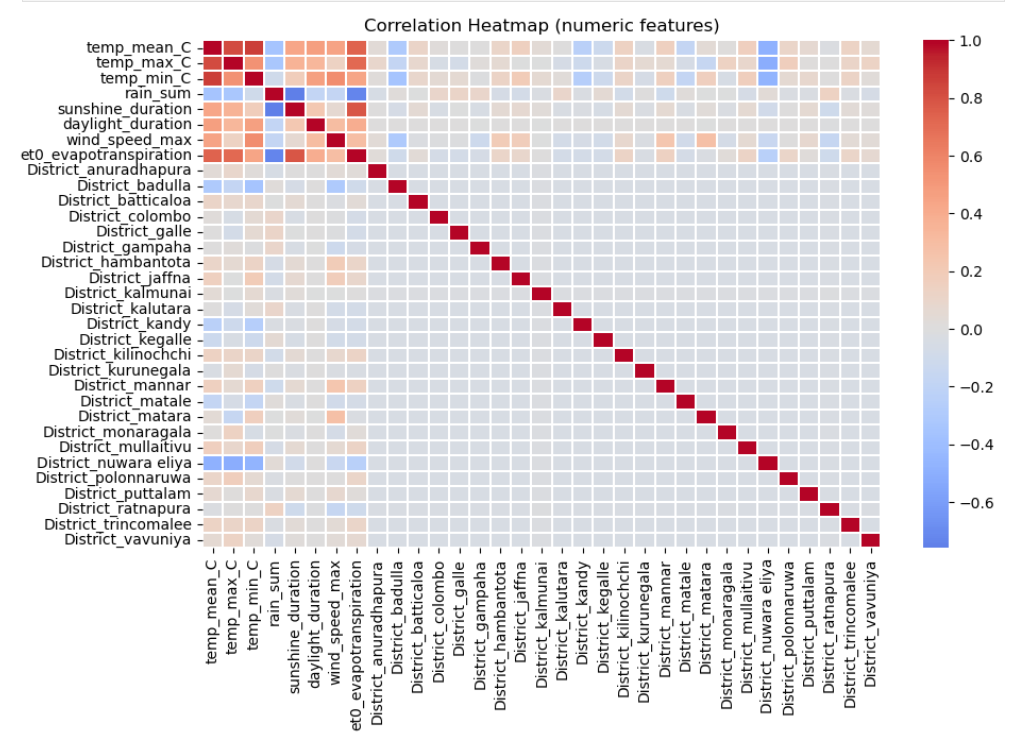 Correlation Heatmap (numeric features)
temp_mean_C
temp_max_C
temp_min_C
rain_sum
sunshine_duration
daylight_duration
wind_speed_max
et0_evapotranspiration
District_anuradhapura
District_badulla
District_batticaloa
District_colombo
District_galle
District_gampaha
District_hambantota
District_jaffna
District_kalmunai
District_kalutara
District_kandy
District_kegalle
District_kilinochchi
District_kurunegala
District_mannar
District_matale
District_matara
District_monaragala
District_mullaitivu
District_nuwara eliya
District_polonnaruwa
District_puttalam
District_ratnapura
District_trincomalee
District_vavuniya
temp_mean_C
temp_max_C
temp_min_C
rain_sum
sunshine_duration
daylight_duration
wind_speed_max
et0_evapotranspiration
District_anuradhapura
District_badulla
District_batticaloa
District_colombo
District_galle
District_gampaha
District_hambantota
District_jaffna
District_kalmunai
District_kalutara
District_kandy
District_kegalle
District_kilinochchi
District_kurunegala
District_mannar
District_matale
District_matara
District_monaragala
District_mullaitivu
District_nuwara eliya
District_polonnaruwa
District_puttalam
District_ratnapura
District_trincomalee
District_vavuniya
1.0
0.8
0.6
0.4
0.2
0.0
−0.2
−0.4
−0.6